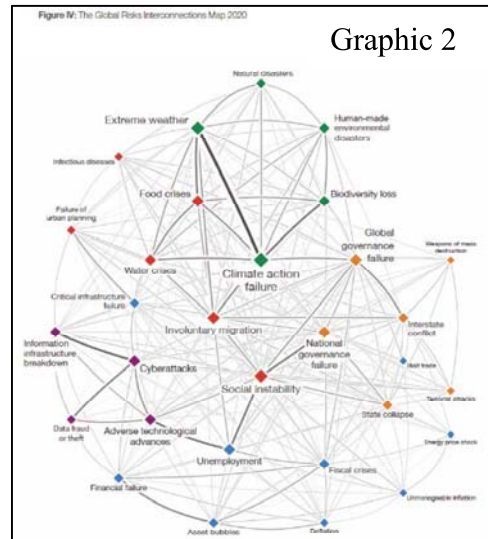 Figure IV: The Global Risks Interconnections Map 2020
Graphic 2
Natural disasters
Extreme weather
Human-made
environmental
disasters
Infectious diseases
Food crises
Biodiversity loss
Failure of
urban planning
Global
governance
failure
Weapons of mass
destruction
Water crises
Climate action
failure
Critical infrastructure
failure
Involuntary migration
Interstate
conflict
Information
infrastructure
breakdown
National
governance
failure
Cyberattacks
Illicit trade
Social instability
Terrorist attacks
State collapse
Data fraud
or theft
Adverse technological
advances
Energy price shock
Unemployment
Fiscal crises
Financial failure
Unmanageable inflation
Asset bubbles
Deflation